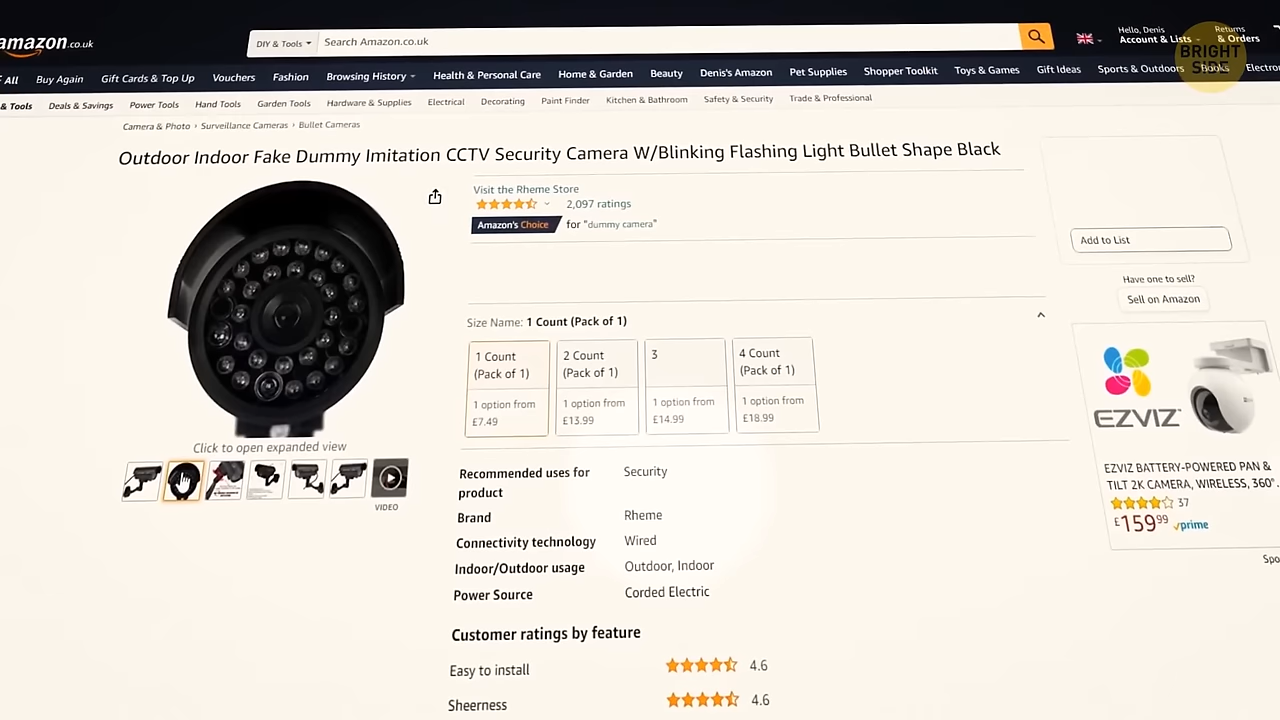 amazon.co.uk
DIY & Tools
Search Amazon.co.uk
Hello, Denis
Account & Lists
Returns
& Orders
BRIGHT
SIDE
All
Buy Again
Gift Cards & Top Up
Vouchers
Fashion
Browsing History
Health & Personal Care
Home & Garden
Beauty
Denis's Amazon
Pet Supplies
Shopper Toolkit
Toys & Games
Gift Ideas
Sports & Outdoors
Books
Electro
& Tools
Deals & Savings
Power Tools
Hand Tools
Garden Tools
Hardware & Supplies
Electrical
Decorating
Paint Finder
Kitchen & Bathroom
Safety & Security
Trade & Professional
Camera & Photo › Surveillance Cameras › Bullet Cameras
Outdoor Indoor Fake Dummy Imitation CCTV Security Camera W/Blinking Flashing Light Bullet Shape Black
Visit the Rheme Store
2,097 ratings
Amazon's Choice for "dummy camera"
Add to List
Have one to sell?
Sell on Amazon
Size Name: 1 Count (Pack of 1)
1 Count
(Pack of 1)
1 option from
£7.49
2 Count
(Pack of 1)
1 option from
£13.99
3
1 option from
£14.99
4 Count
(Pack of 1)
1 option from
£18.99
Click to open expanded view
VIDEO
EZVIZ
EZVIZ BATTERY-POWERED PAN &
TILT 2K CAMERA, WIRELESS, 360°.
37
£15999 prime
Spo
Recommended uses for
product
Security
Brand
Rheme
Connectivity technology
Wired
Indoor/Outdoor usage
Outdoor, Indoor
Power Source
Corded Electric
Customer ratings by feature
Easy to install
4.6
Sheerness
4.6